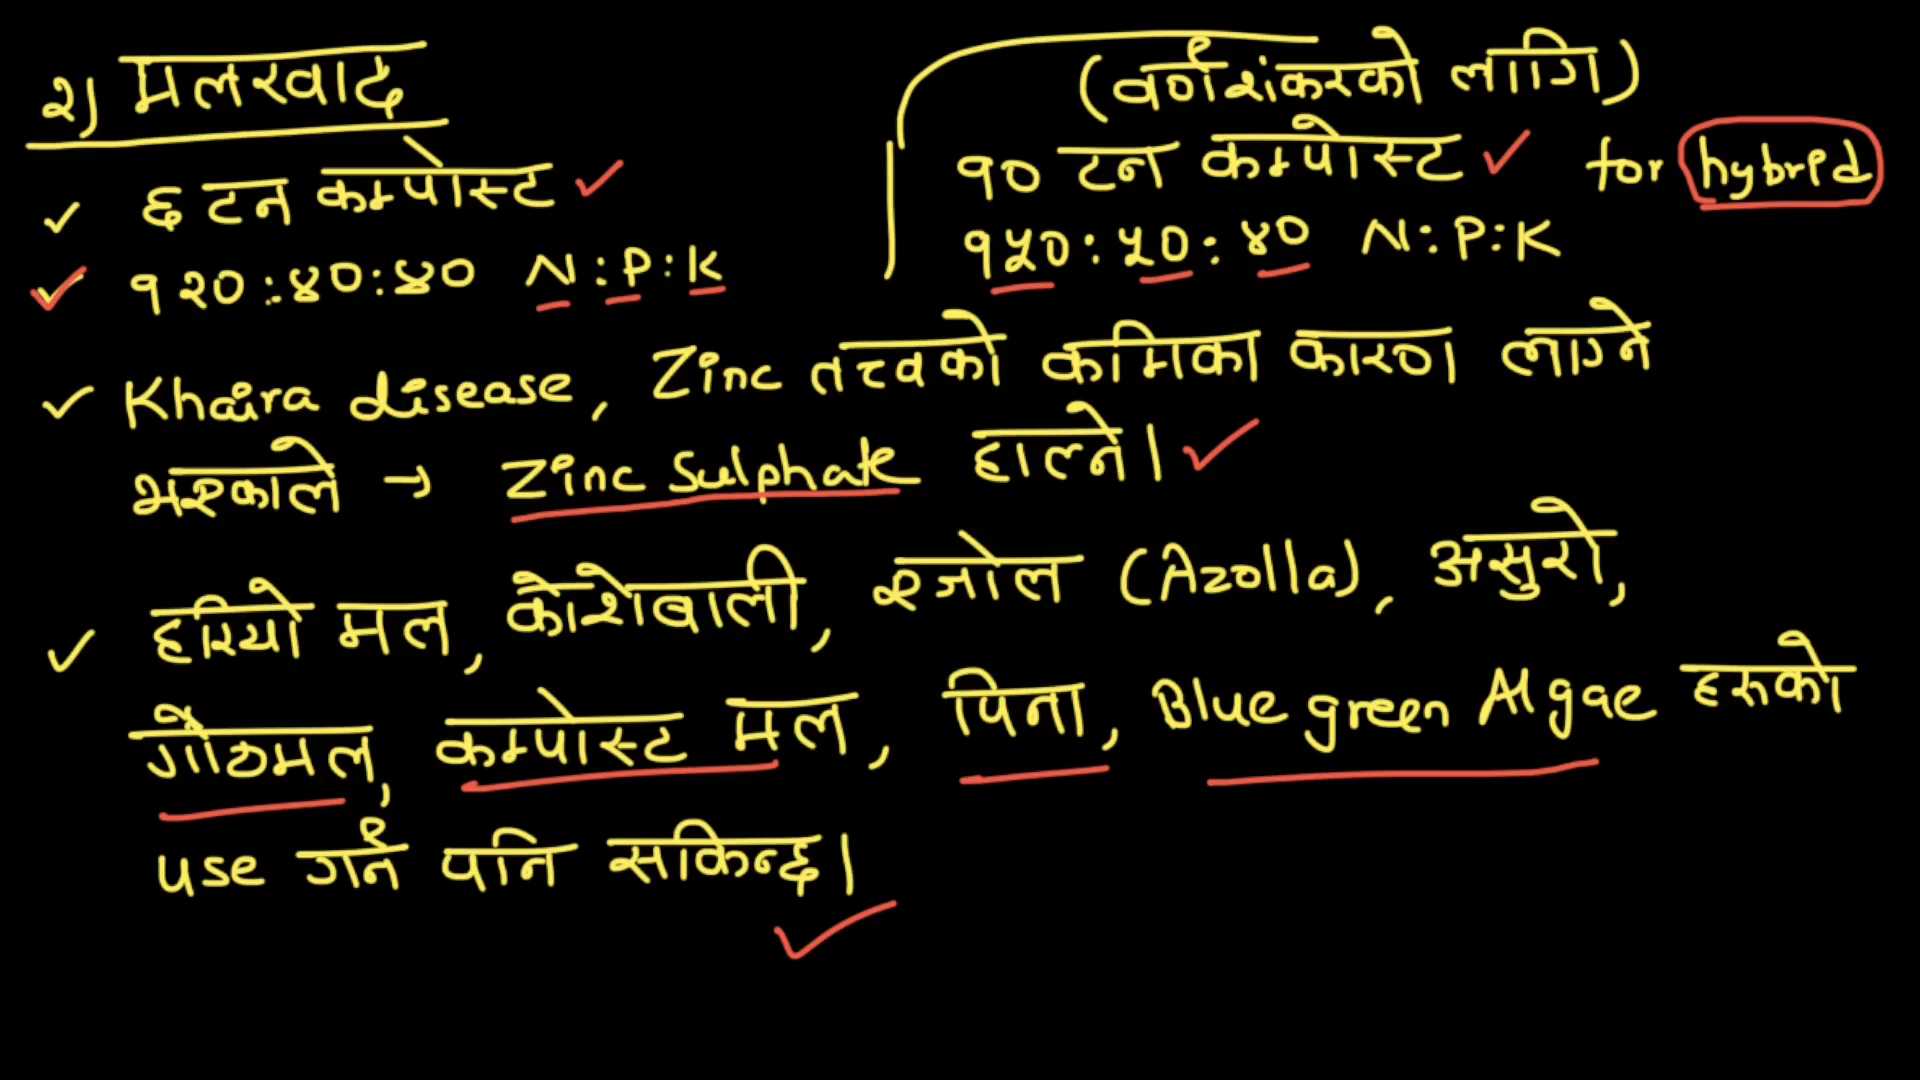 २) मलखाद
६ टन कम्पोस्ट
१२०:४०:४० N:P:K
(वर्णशंकरको लागि)
१० टन कम्पोस्ट for hybrid
१५०:५०:४० N:P:K
Khaira disease, Zinc तत्वको कमिका कारण लाग्ने
भएकाले → Zinc Sulphate हाल्ने।
हरियो मल, कोशेबाली, एजोला (Azolla), असुरो,
गोठमल, कम्पोस्ट मल, पिना, Blue green Algae हरुको
use गर्न पनि सकिन्छ।